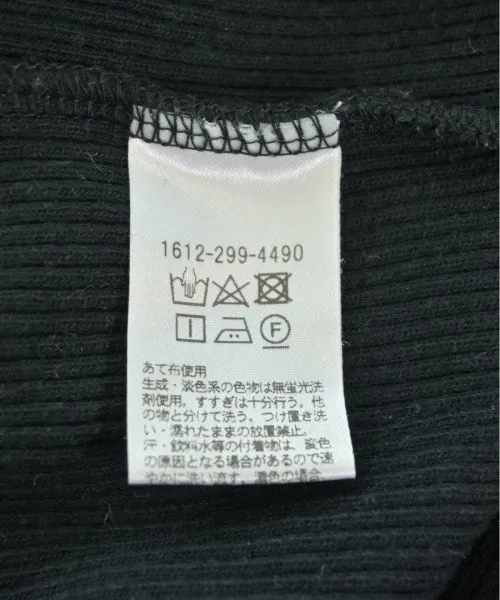 1612-299-4490
F
あて布使用
生成・淡色系の色物は無蛍光洗
剤使用。すすぎは十分行う。他
の物と分けて洗う。つけ置き洗
い・濡れたままの放置禁止。
汗・飲料水等の付着物は、変色
の原因となる場合があるので速
やかに洗い流す。濃色の場合